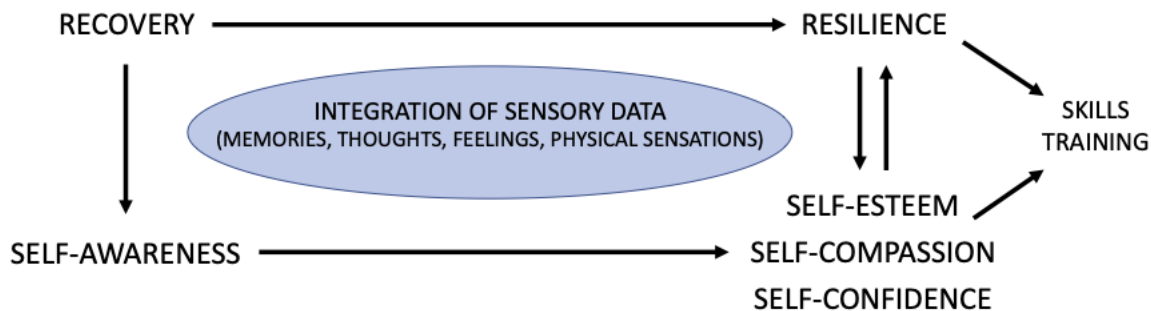 RECOVERY
RESILIENCE
INTEGRATION OF SENSORY DATA
(MEMORIES, THOUGHTS, FEELINGS, PHYSICAL SENSATIONS)
SKILLS
TRAINING
SELF-ESTEEM
SELF-AWARENESS
SELF-COMPASSION
SELF-CONFIDENCE